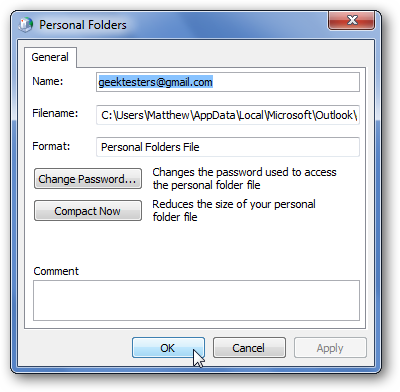 Personal Folders
General
Name:
geektesters@gmail.com
Filename:
C:\Users\Matthew\AppData\Local\Microsoft\Outlook\
Format:
Personal Folders File
Change Password...
Changes the password used to access
the personal folder file
Compact Now
Reduces the size of your personal
folder file
Comment
OK
Cancel
Apply